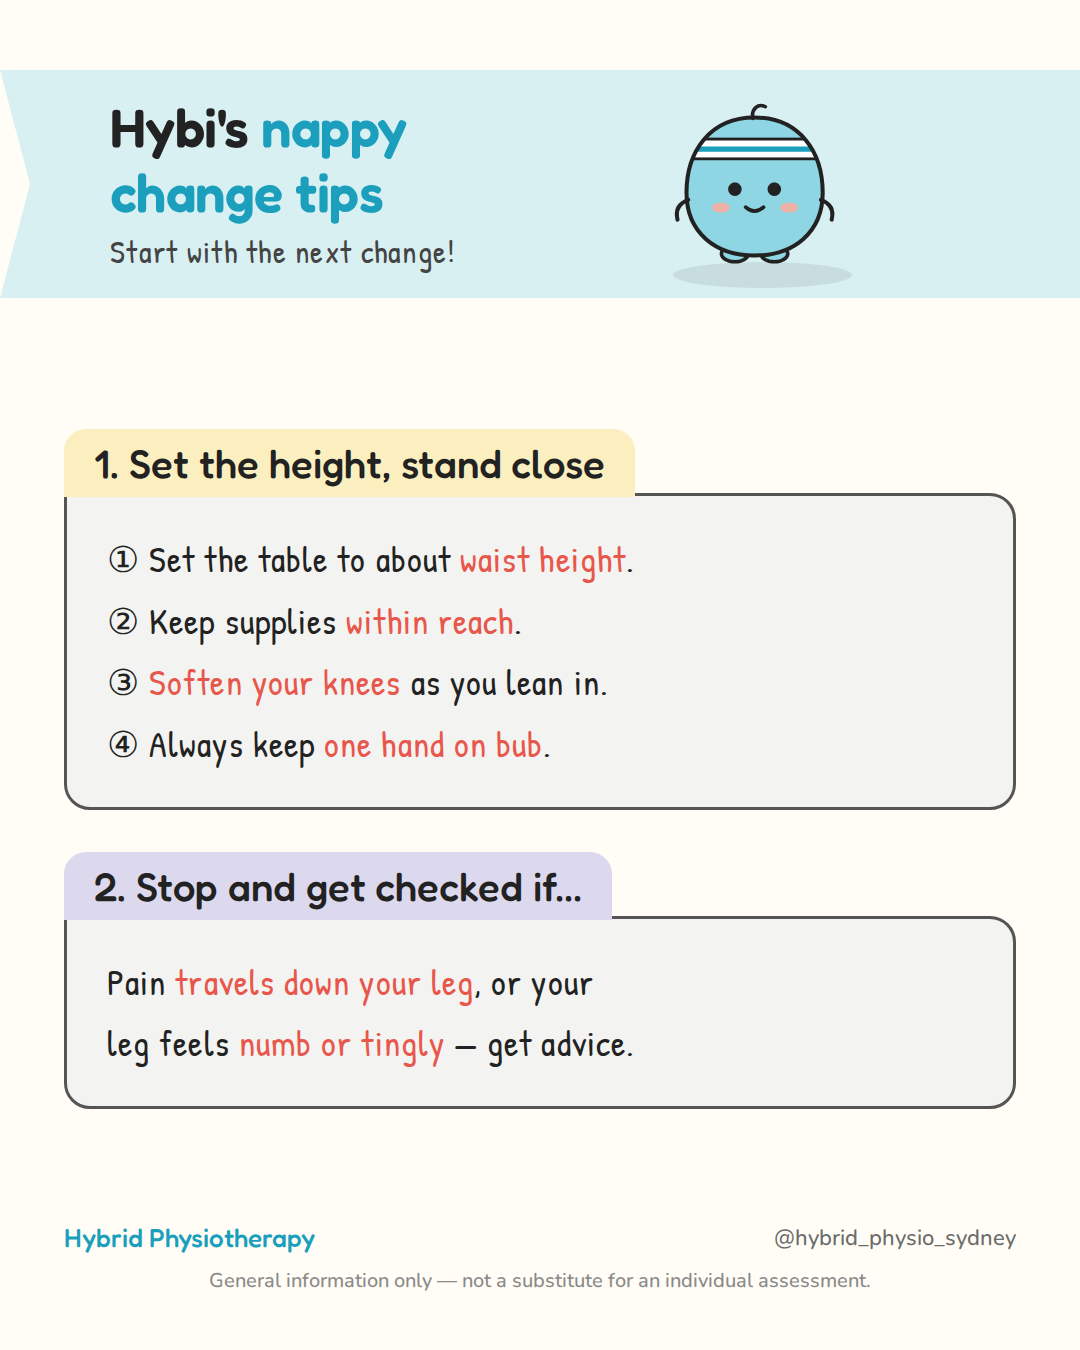 Hybi's nappy
change tips
Start with the next change!
1. Set the height, stand close
① Set the table to about waist height.
② Keep supplies within reach.
③ Soften your knees as you lean in.
④ Always keep one hand on bub.
2. Stop and get checked if...
Pain travels down your leg, or your
leg feels numb or tingly — get advice.
Hybrid Physiotherapy
@hybrid_physio_sydney
General information only — not a substitute for an individual assessment.